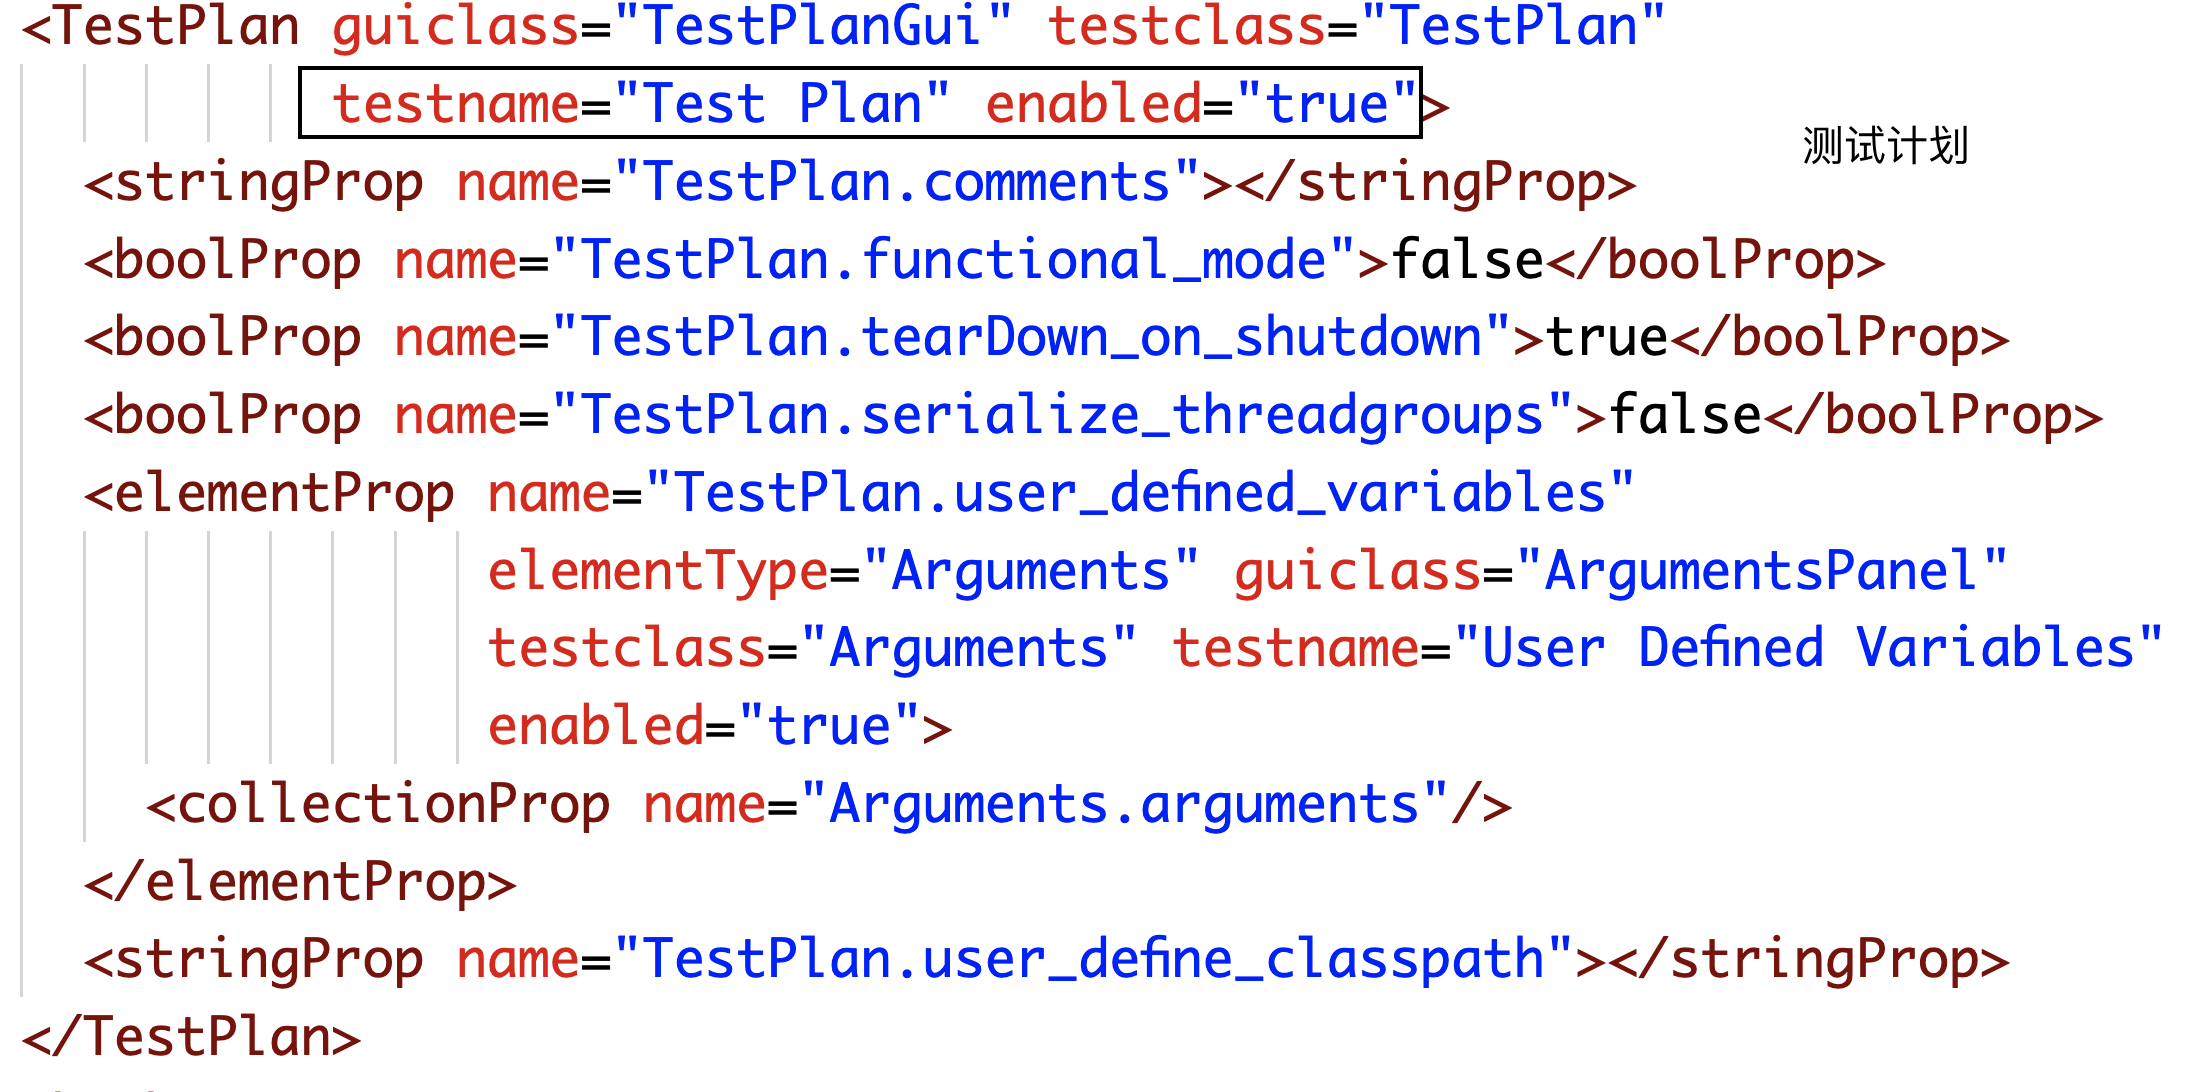 <TestPlan guiclass="TestPlanGui" testclass="TestPlan"
testname="Test Plan" enabled="true">
测试计划
<stringProp name="TestPlan.comments"></stringProp>
<boolProp name="TestPlan.functional_mode">false</boolProp>
<boolProp name="TestPlan.tearDown_on_shutdown">true</boolProp>
<boolProp name="TestPlan.serialize_threadgroups">false</boolProp>
<elementProp name="TestPlan.user_defined_variables"
elementType="Arguments" guiclass="ArgumentsPanel"
testclass="Arguments" testname="User Defined Variables"
enabled="true">
<collectionProp name="Arguments.arguments"/>
</elementProp>
<stringProp name="TestPlan.user_define_classpath"></stringProp>
</TestPlan>